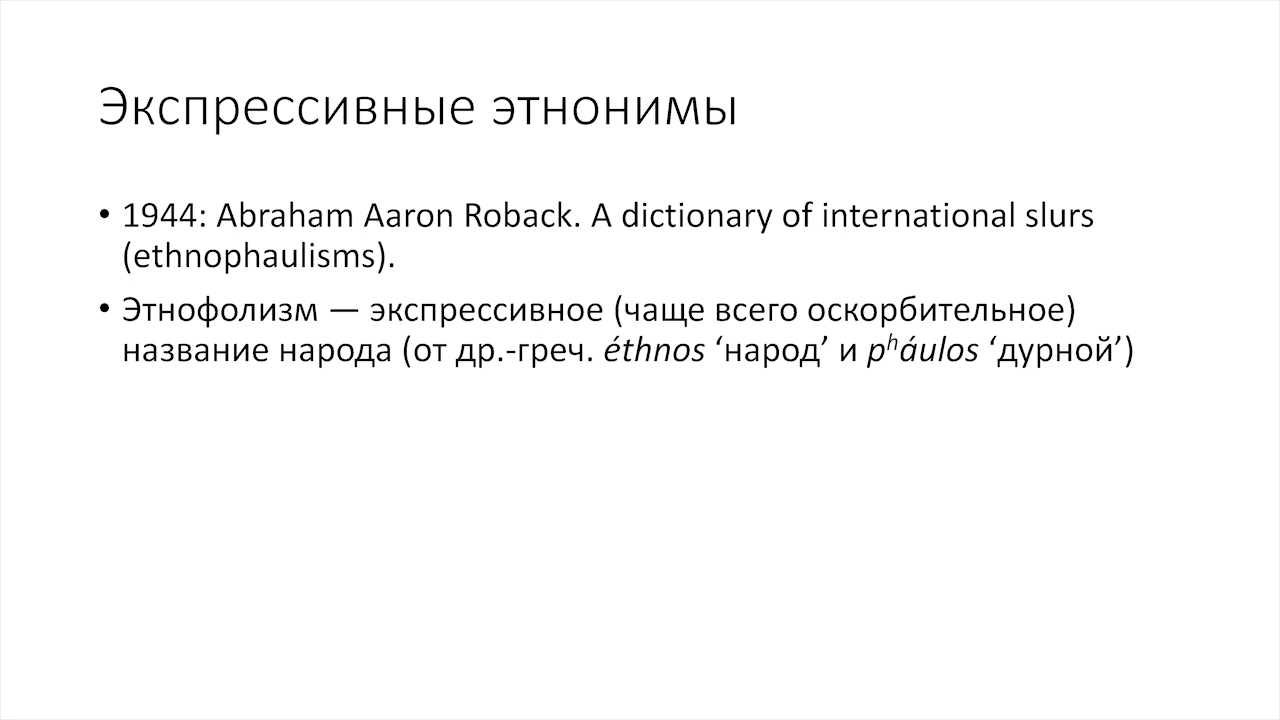 Экспрессивные этнонимы
• 1944: Abraham Aaron Roback. A dictionary of international slurs
(ethnophaulisms).
• Этнофолизм — экспрессивное (чаще всего оскорбительное)
название народа (от др.-греч. éthnos ‘народ’ и pʰáulos ‘дурной’)